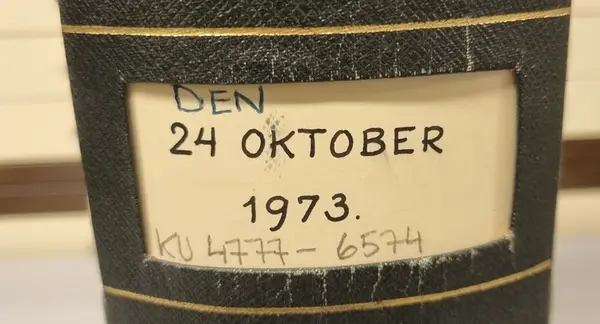 DEN
24 OKTOBER
1973.
KU 4777-6574